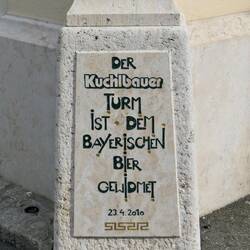 DER
Kuchlbauer
TURM
IST · DEM
BAYERISCHEN
BIER
GEWIDMET
23.4.2010